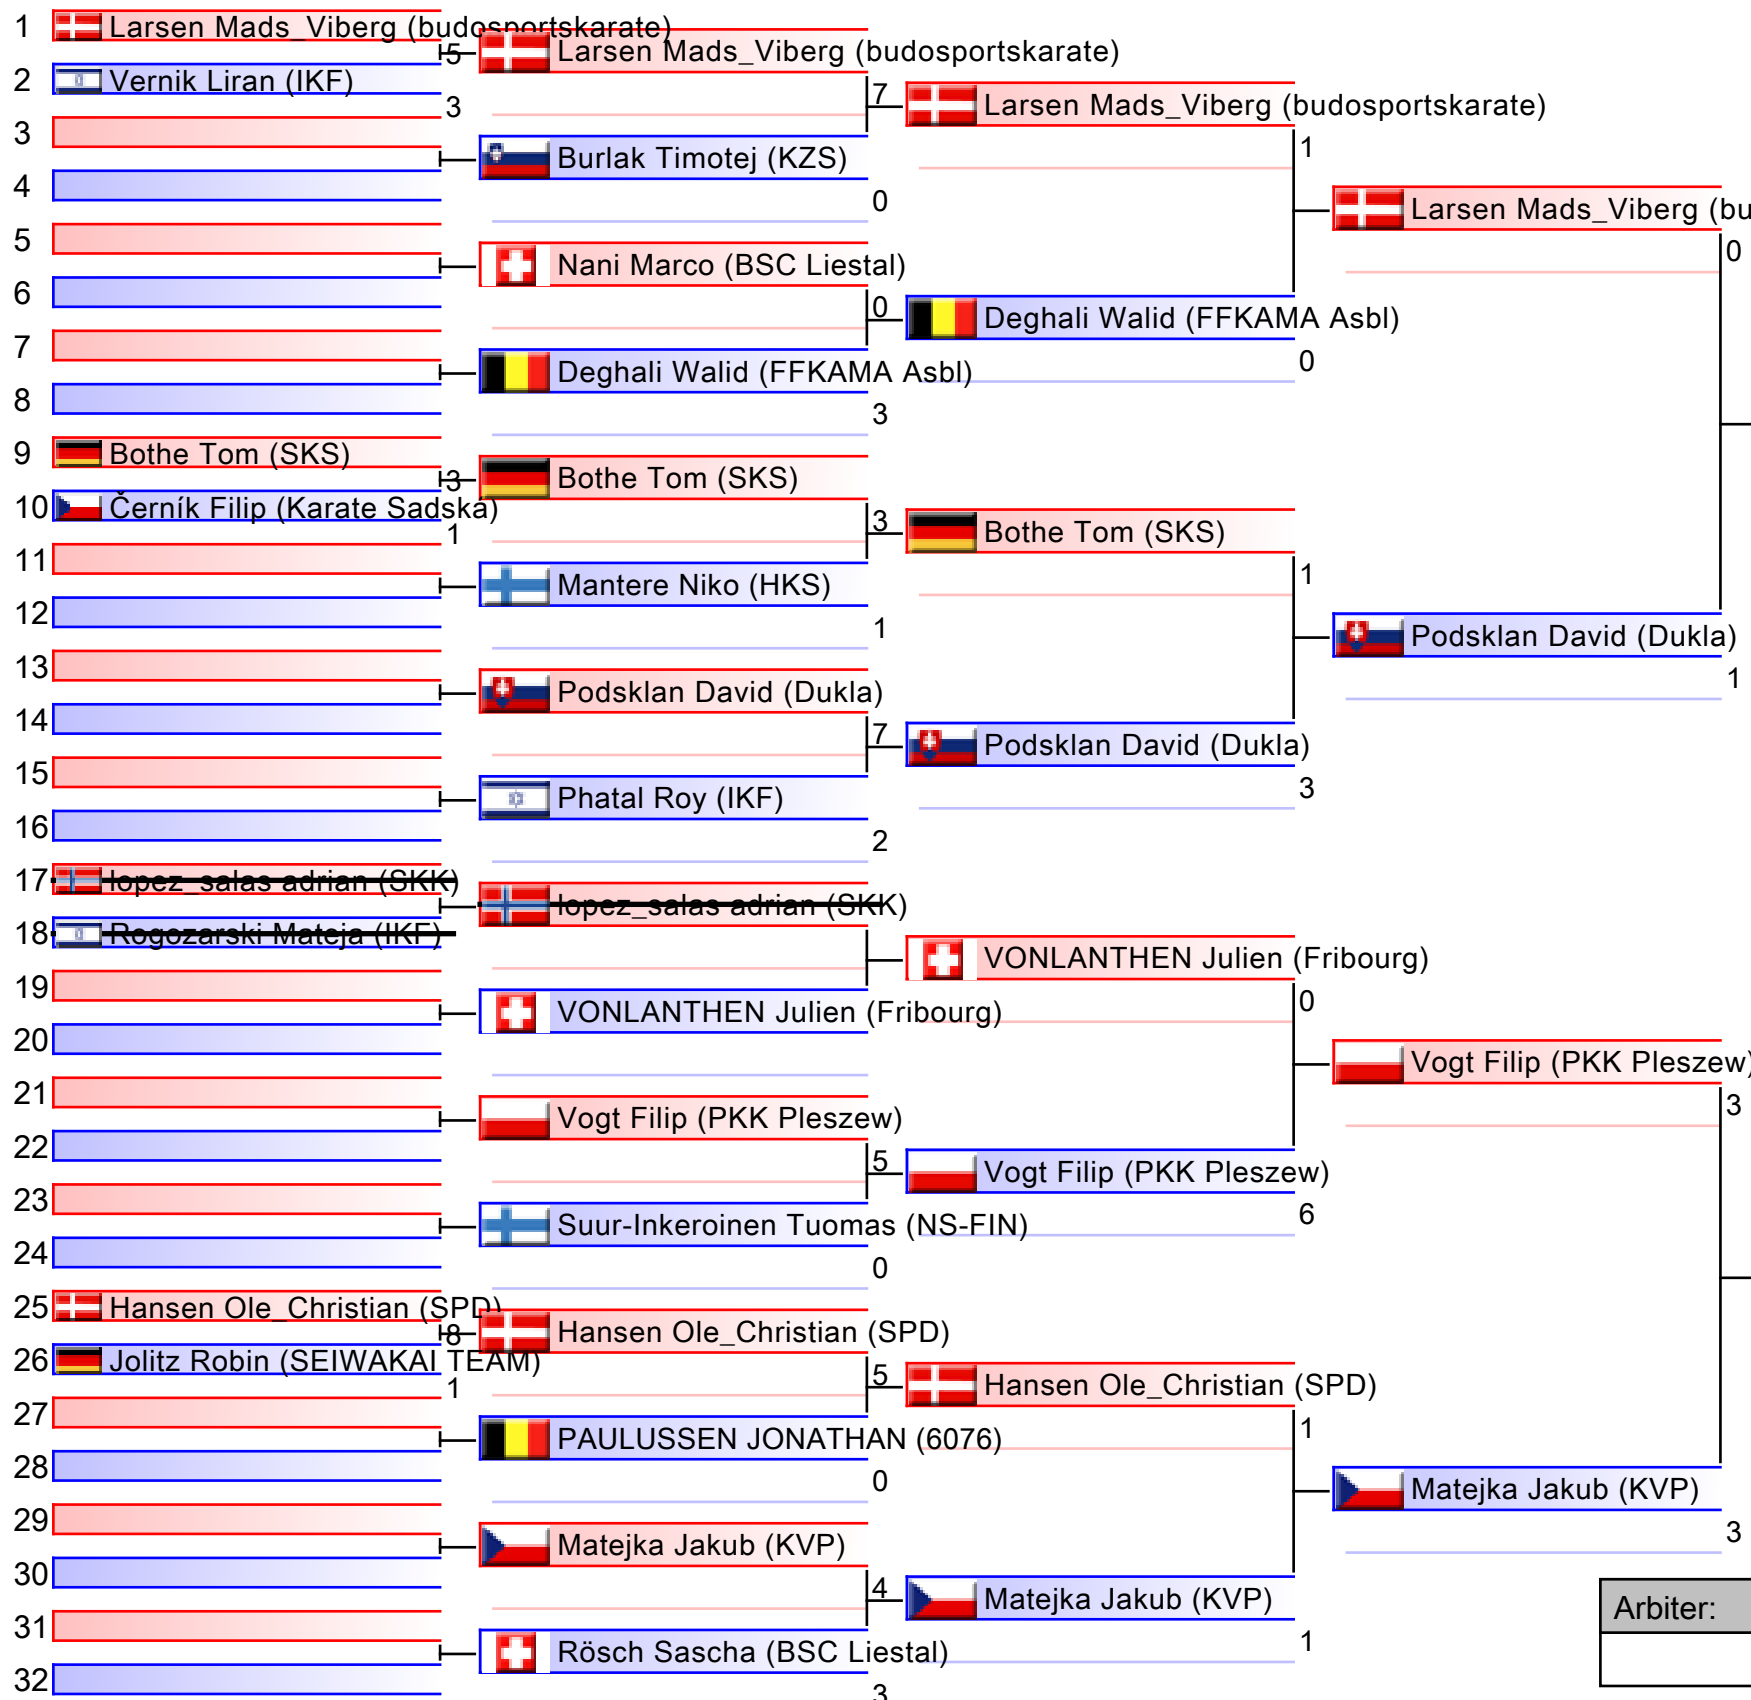 1 Larsen Mads_Viberg (budosportskarate)
5
2 Vernik Liran (IKF)
3
3
4
5
6
7
8
9 Bothe Tom (SKS)
3
10 Černík Filip (Karate Sadská)
1
11
12
13
14
15
16
17 lopez_salas adrian (SKK)
18 Rogozarski Mateja (IKF)
19
20
21
22
23
24
25 Hansen Ole_Christian (SPD)
8
26 Jolitz Robin (SEIWAKAI TEAM)
1
27
28
29
30
31
32
Larsen Mads_Viberg (budosportskarate)
7
Burlak Timotej (KZS)
0
Nani Marco (BSC Liestal)
0
Deghali Walid (FFKAMA Asbl)
3
Bothe Tom (SKS)
3
Mantere Niko (HKS)
1
Podsklan David (Dukla)
7
Phatal Roy (IKF)
2
lopez_salas adrian (SKK)
VONLANTHEN Julien (Fribourg)
Vogt Filip (PKK Pleszew)
5
Suur-Inkeroinen Tuomas (NS-FIN)
0
Hansen Ole_Christian (SPD)
5
PAULUSSEN JONATHAN (6076)
0
Matejka Jakub (KVP)
4
Rösch Sascha (BSC Liestal)
3
Larsen Mads_Viberg (budosportskarate)
1
Deghali Walid (FFKAMA Asbl)
0
Bothe Tom (SKS)
1
Podsklan David (Dukla)
3
VONLANTHEN Julien (Fribourg)
0
Vogt Filip (PKK Pleszew)
6
Hansen Ole_Christian (SPD)
1
Matejka Jakub (KVP)
1
Larsen Mads_Viberg (bu
0
Podsklan David (Dukla)
1
Vogt Filip (PKK Pleszew)
3
Matejka Jakub (KVP)
3
Arbiter: